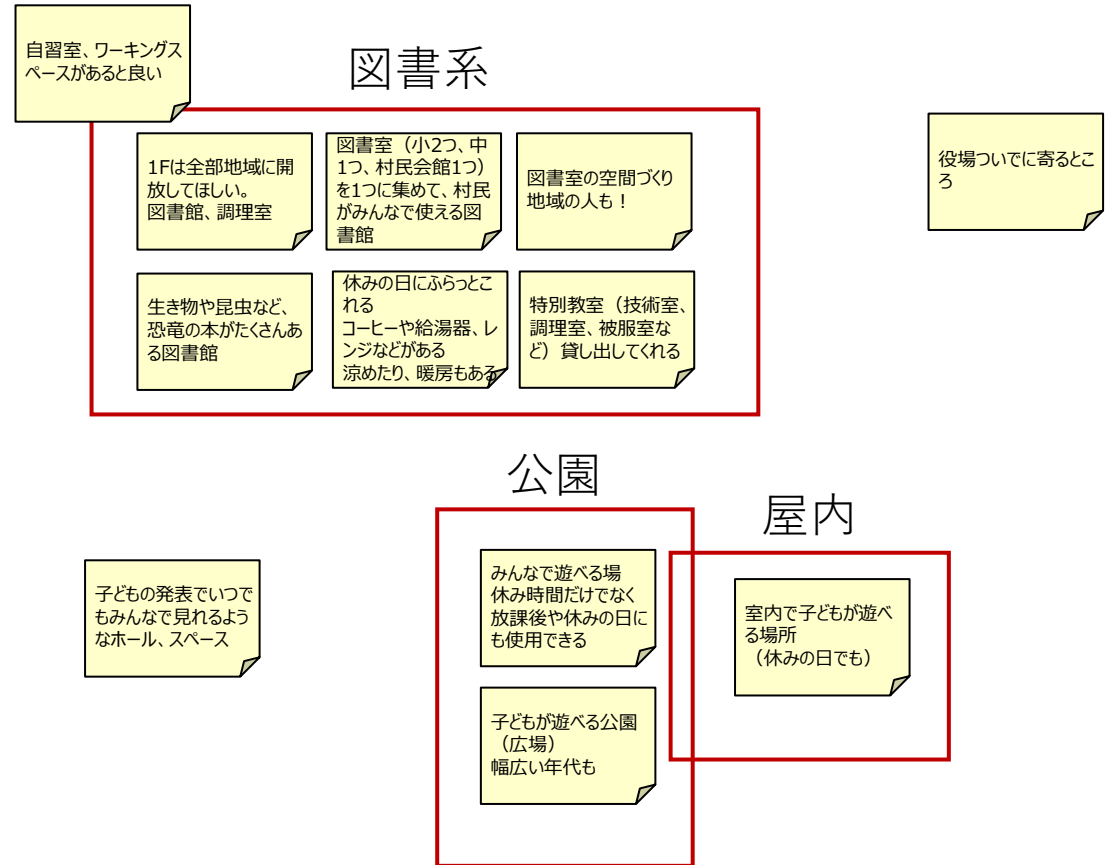 自習室、ワーキングス
ペースがあると良い
図書系
1Fは全部地域に開
放してほしい。
図書館、調理室
図書室（小2つ、中
1つ、村民会館1つ）
を1つに集めて、村民
がみんなで使える図
書館
図書室の空間づくり
地域の人も！
役場ついでに寄るとこ
ろ
生き物や昆虫など、
恐竜の本がたくさんあ
る図書館
休みの日にふらっとこ
れる
コーヒーや給湯器、レ
ンジなどがある
涼めたり、暖房もある
特別教室（技術室、
調理室、被服室な
ど）貸し出してくれる
公園
屋内
子どもの発表でいつで
もみんなで見れるよう
なホール、スペース
みんなで遊べる場
休み時間だけでなく
放課後や休みの日に
も使用できる
室内で子どもが遊べ
る場所
（休みの日でも）
子どもが遊べる公園
（広場）
幅広い年代も